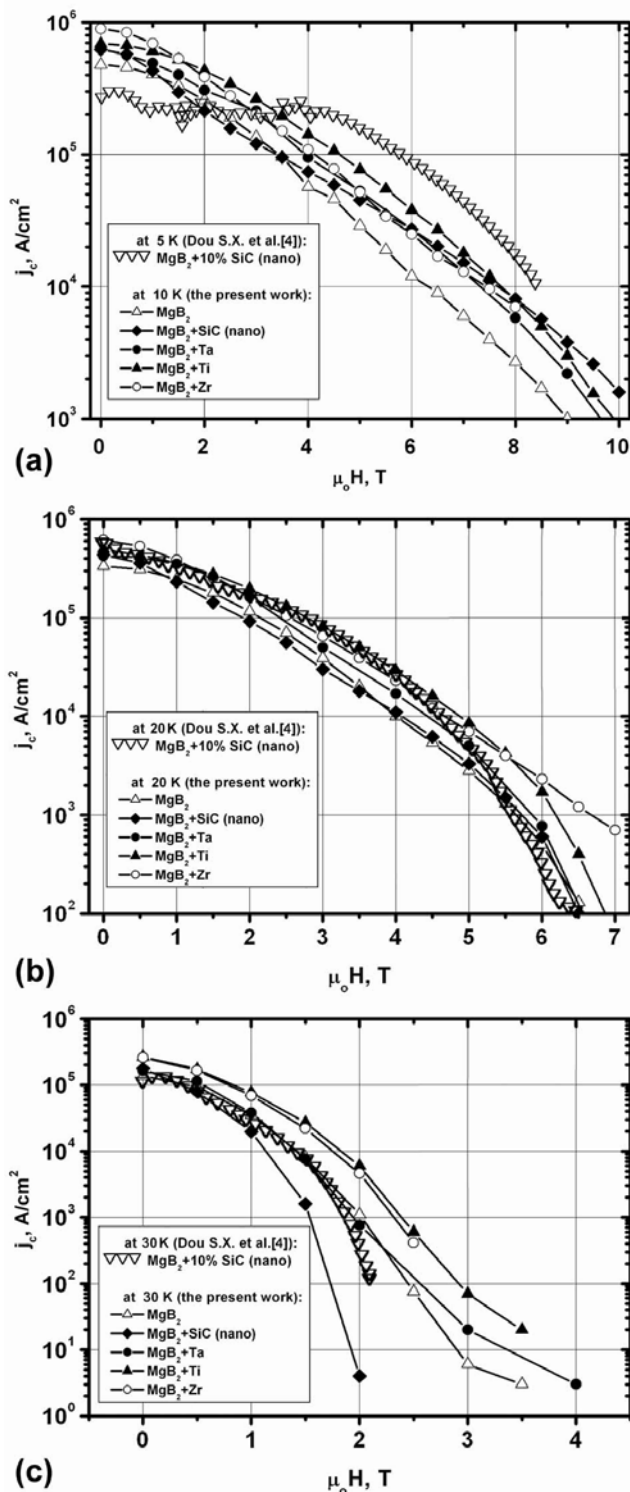 10⁶
10⁵
10⁴
10³
j_c, A/cm²
at 5 K (Dou S.X. et al.[4]):
MgB₂+10% SiC (nano)
at 10 K (the present work):
MgB₂
MgB₂+SiC (nano)
MgB₂+Ta
MgB₂+Ti
MgB₂+Zr
0 2 4 6 8 10
(a)
μ₀H, T
10⁶
10⁵
10⁴
10³
10²
j_c, A/cm²
at 20K (Dou S.X. et al.[4]):
MgB₂+10% SiC (nano)
at 20 K (the present work):
MgB₂
MgB₂+SiC (nano)
MgB₂+Ta
MgB₂+Ti
MgB₂+Zr
0 1 2 3 4 5 6 7
(b)
μ₀H, T
10⁶
10⁵
10⁴
10³
10²
10¹
10⁰
j_c, A/cm²
at 30K (Dou S.X. et al.[4]):
MgB₂+10% SiC (nano)
at 30 K (the present work):
MgB₂
MgB₂+SiC (nano)
MgB₂+Ta
MgB₂+Ti
MgB₂+Zr
0 1 2 3 4
(c)
μ₀H, T